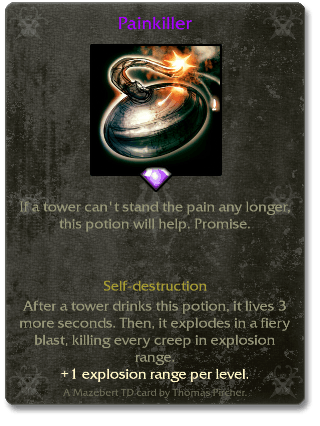 Painkiller
If a tower can't stand the pain any longer,
this potion will help. Promise.
Self-destruction
After a tower drinks this potion, it lives 3
more seconds. Then, it explodes in a fiery
blast, killing every creep in explosion
range.
+1 explosion range per level.
A Mazebert TD card by Thomas Pircher.